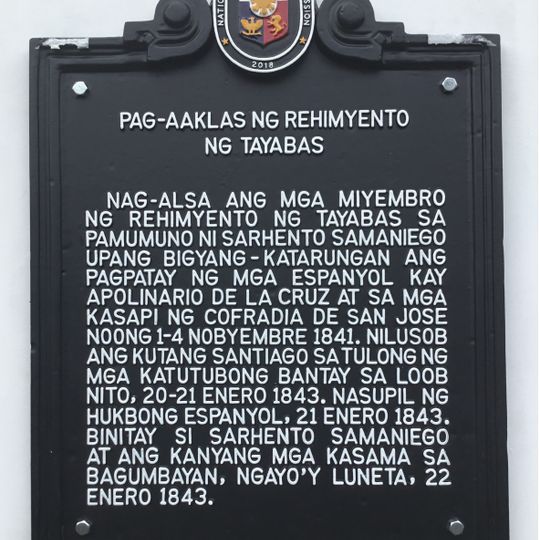 2018
PAG-AAKLAS NG REHIMYENTO
NG TAYABAS
NAG-ALSA ANG MGA MIYEMBRO
NG REHIMYENTO NG TAYABAS SA
PAMUMUNO NI SARHENTO SAMANIEGO
UPANG BIGYANG-KATARUNGAN ANG
PAGPATAY NG MGA ESPANYOL KAY
APOLINARIO DE LA CRUZ AT SA MGA
KASAPI NG COFRADIA DE SAN JOSE
NOONG 1-4 NOBYEMBRE 1841. NILUSOB
ANG KUTANG SANTIAGO SA TULONG NG
MGA KATUTUBONG BANTAY SA LOOB
NITO, 20-21 ENERO 1843. NASUPIL NG
HUKBONG ESPANYOL, 21 ENERO 1843.
BINITAY SI SARHENTO SAMANIEGO
AT ANG KANYANG MGA KASAMA SA
BAGUMBAYAN, NGAYO'Y LUNETA, 22
ENERO 1843.